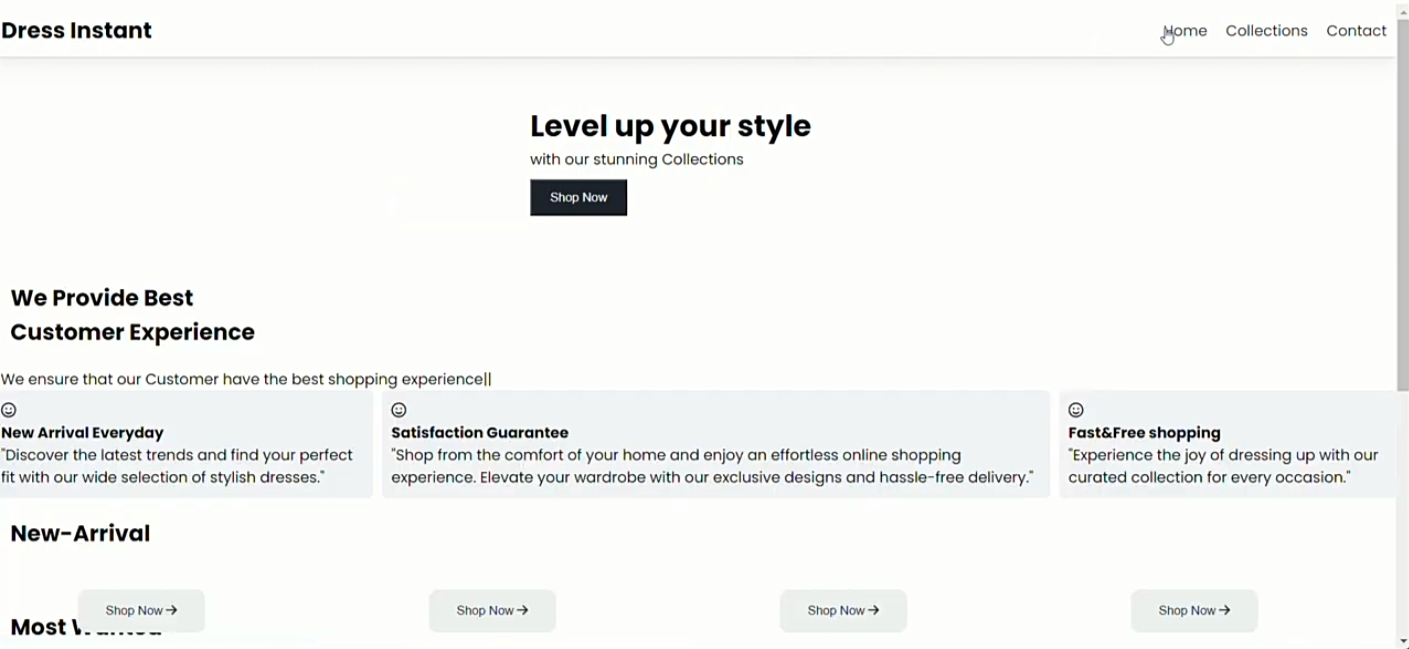 Dress Instant
Home Collections Contact
Level up your style
with our stunning Collections
Shop Now
We Provide Best
Customer Experience
We ensure that our Customer have the best shopping experience||
New Arrival Everyday
"Discover the latest trends and find your perfect
fit with our wide selection of stylish dresses."
Satisfaction Guarantee
"Shop from the comfort of your home and enjoy an effortless online shopping
experience. Elevate your wardrobe with our exclusive designs and hassle-free delivery."
Fast&Free shopping
"Experience the joy of dressing up with our
curated collection for every occasion."
New-Arrival
Shop Now → Shop Now → Shop Now → Shop Now →
Most Wanted